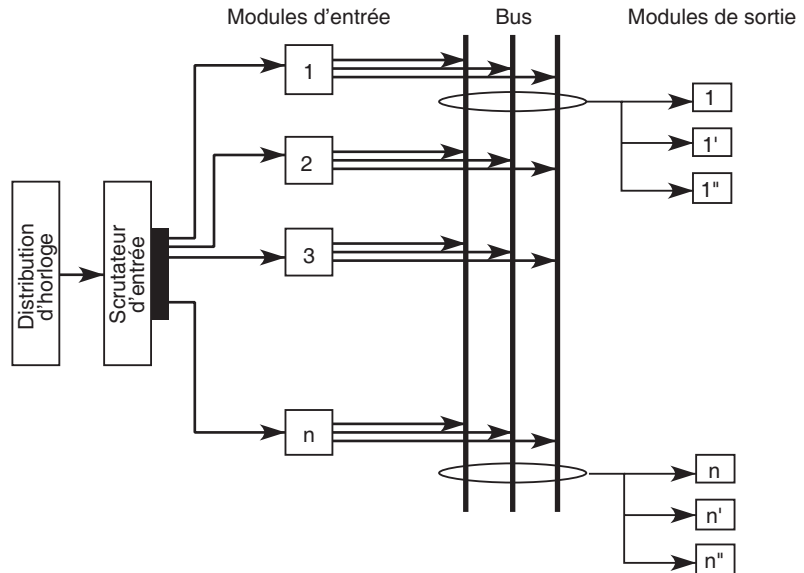 Modules d'entrée
Bus
Modules de sortie
1
2
3
n
Distribution
d'horloge
Scrutateur
d'entrée
1
1'
1"
n
n'
n"